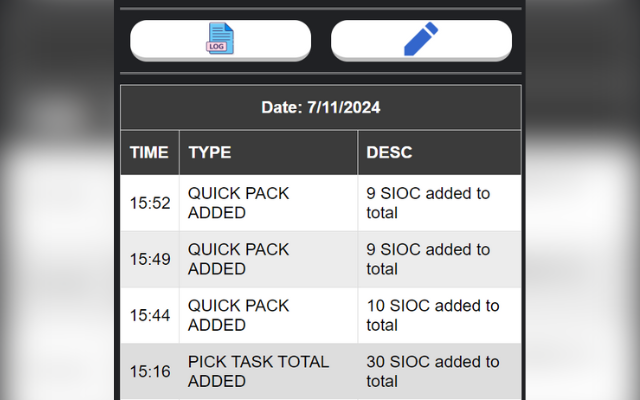 LOG
Date: 7/11/2024
TIME TYPE DESC
15:52 QUICK PACK ADDED 9 SIOC added to total
15:49 QUICK PACK ADDED 9 SIOC added to total
15:44 QUICK PACK ADDED 10 SIOC added to total
15:16 PICK TASK TOTAL ADDED 30 SIOC added to total